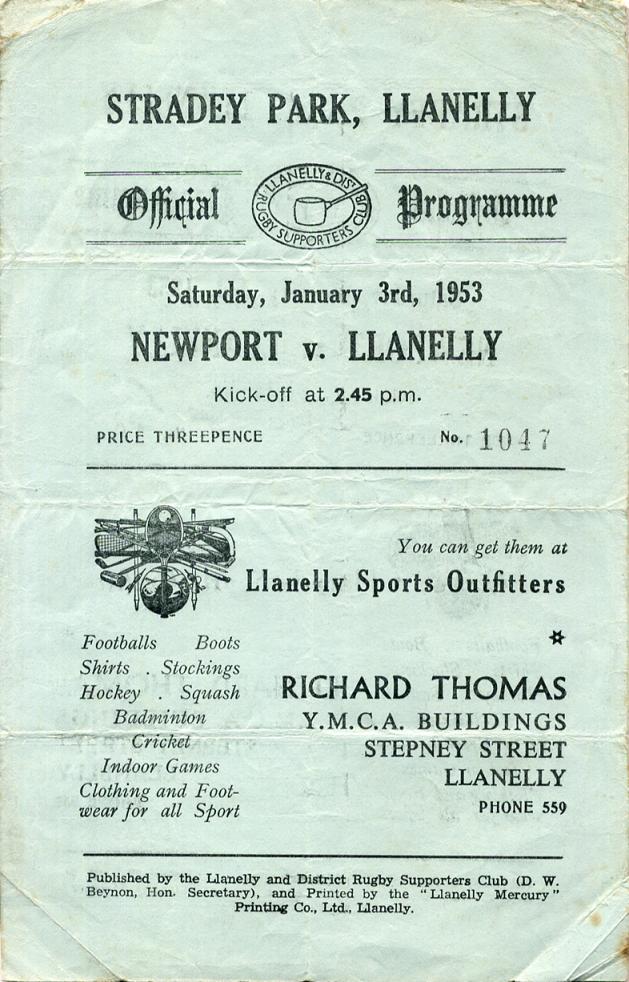 STRADEY PARK, LLANELLY
Official
LLANELLY & DIST
RUGBY SUPPORTERS CLUB
Programme
Saturday, January 3rd, 1953
NEWPORT v. LLANELLY
Kick-off at 2.45 p.m.
PRICE THREEPENCE
No. 1047
You can get them at
Llanelly Sports Outfitters
Footballs Boots
Shirts . Stockings
Hockey . Squash
Badminton
Cricket
Indoor Games
Clothing and Foot-
wear for all Sport
RICHARD THOMAS
Y.M.C.A. BUILDINGS
STEPNEY STREET
LLANELLY
PHONE 559
Published by the Llanelly and District Rugby Supporters Club (D. W.
Beynon, Hon. Secretary), and Printed by the "Llanelly Mercury"
Printing Co., Ltd., Llanelly.